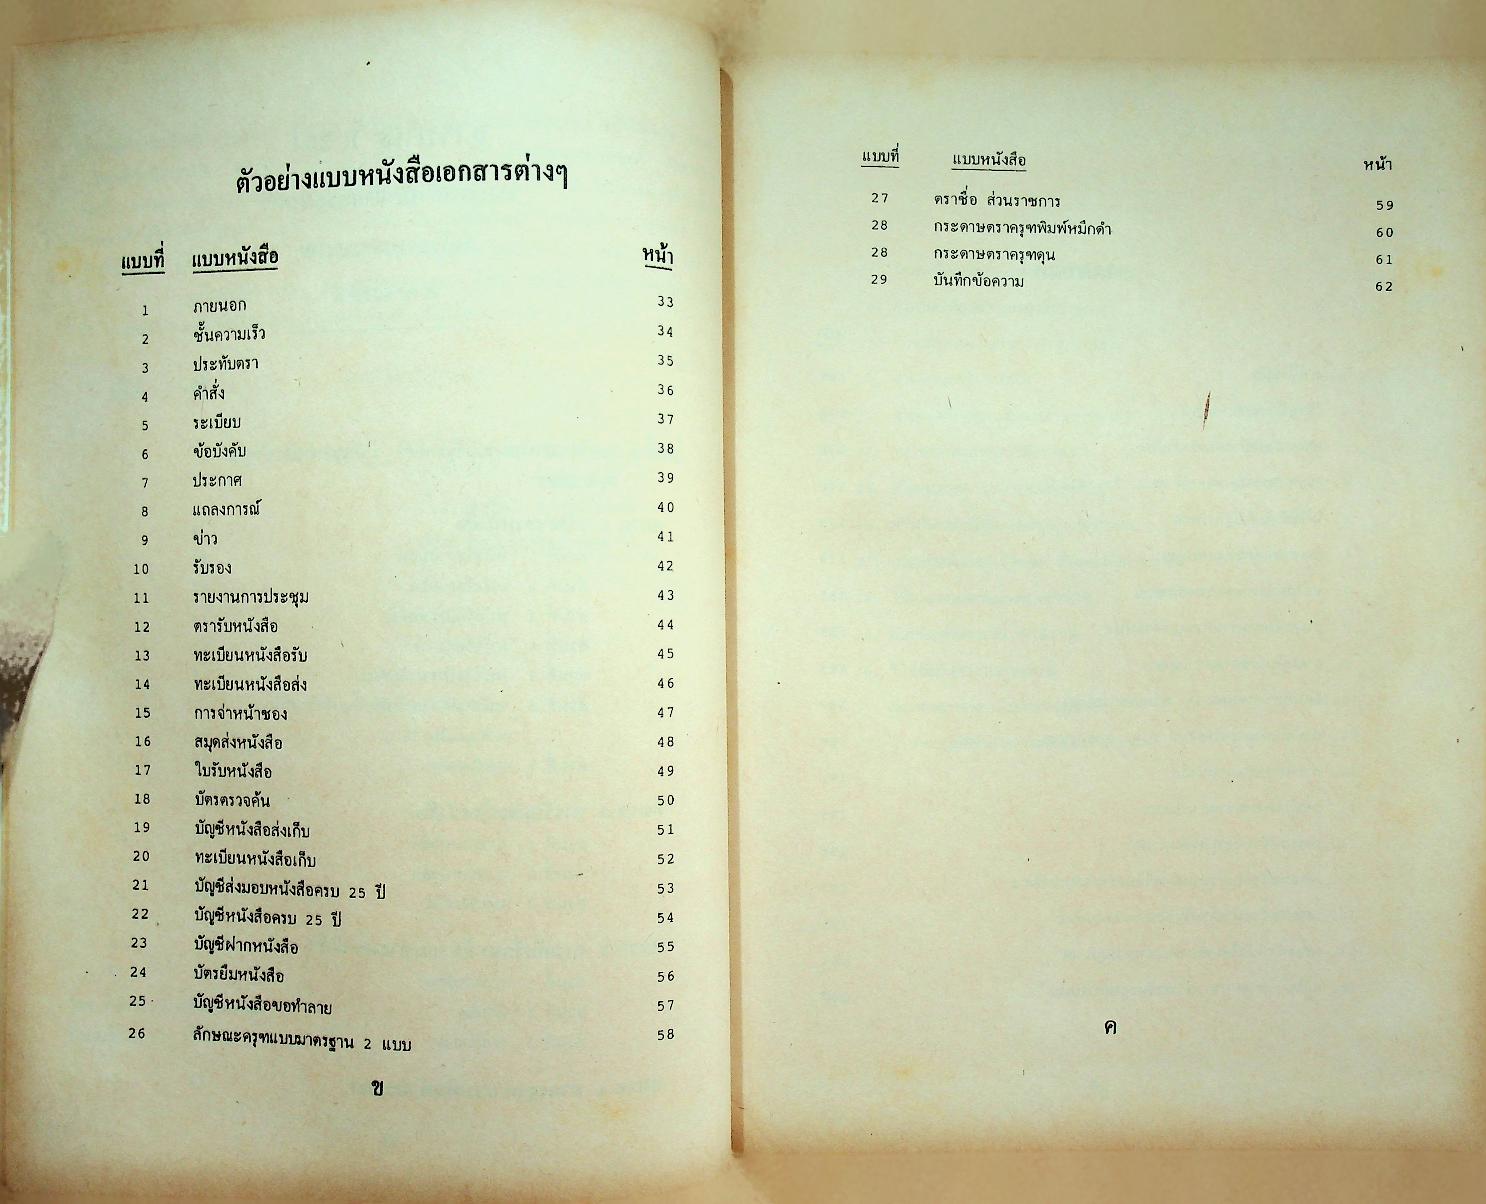 ตัวอย่างแบบหนังสือเอกสารต่างๆ
แบบที่ แบบหนังสือ หน้า
1 ภายนอก 33
2 ชั้นความเร็ว 34
3 ประทับตรา 35
4 คำสั่ง 36
5 ระเบียบ 37
6 ข้อบังคับ 38
7 ประกาศ 39
8 แถลงการณ์ 40
9 ข่าว 41
10 รับรอง 42
11 รายงานการประชุม 43
12 ตรารับหนังสือ 44
13 ทะเบียนหนังสือรับ 45
14 ทะเบียนหนังสือส่ง 46
15 การจ่าหน้าซอง 47
16 สมุดส่งหนังสือ 48
17 ใบรับหนังสือ 49
18 บัตรตรวจค้น 50
19 บัญชีหนังสือส่งเก็บ 51
20 ทะเบียนหนังสือเก็บ 52
21 บัญชีส่งมอบหนังสือครบ 25 ปี 53
22 บัญชีหนังสือครบ 25 ปี 54
23 บัญชีฝากหนังสือ 55
24 บัตรยืมหนังสือ 56
25 บัญชีหนังสือขอทำลาย 57
26 ลักษณะครุฑแบบมาตรฐาน 2 แบบ 58
ข
แบบที่ แบบหนังสือ หน้า
27 ตราชื่อ ส่วนราชการ 59
28 กระดาษตราครุฑพิมพ์หมึกดำ 60
28 กระดาษตราครุฑดุน 61
29 บันทึกข้อความ 62
ค